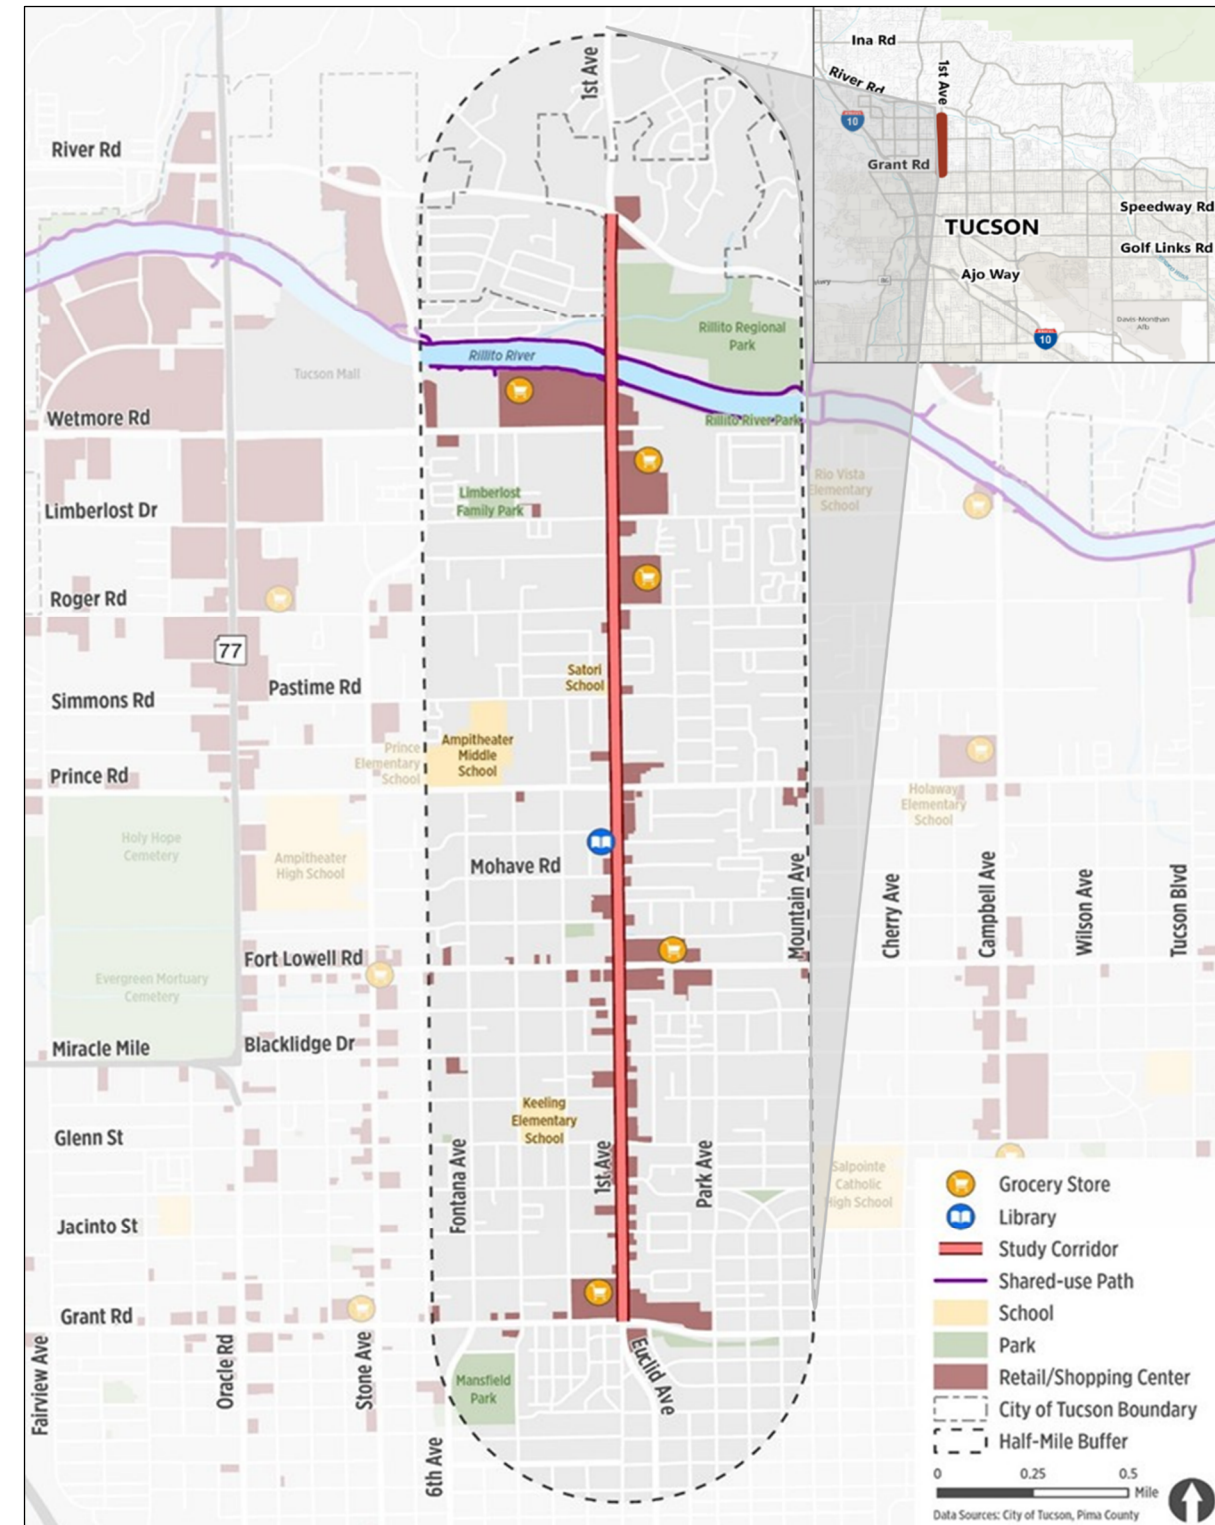 1st Ave
River Rd
Ina Rd
River Rd
1st Ave
10
Grant Rd
Speedway Rd
TUCSON
Golf Links Rd
Ajo Way
Davis-Monthan
Afb
10
Rillito Regional
Park
Rillito River
Tucson Mall
Wetmore Rd
Rillito River Park
Rio Vista
Elementary
School
Limberlost
Family Park
Limberlost Dr
Roger Rd
77
Satori
School
Pastime Rd
Simmons Rd
Ampitheater
Middle
School
Prince
Elementary
School
Prince Rd
Holaway
Elementary
School
Holy Hope
Cemetery
Ampitheater
High School
Mohave Rd
Mountain Ave
Cherry Ave
Campbell Ave
Wilson Ave
Tucson Blvd
Fort Lowell Rd
Evergreen Mortuary
Cemetery
Miracle Mile
Blacklidge Dr
Keeling
Elementary
School
Glenn St
Fontana Ave
1st Ave
Park Ave
Salpointe
Catholic
High School
Jacinto St
Grant Rd
Fairview Ave
Oracle Rd
Stone Ave
Euclid Ave
Mansfield
Park
6th Ave
Grocery Store
Library
Study Corridor
Shared-use Path
School
Park
Retail/Shopping Center
City of Tucson Boundary
Half-Mile Buffer
0 0.25 0.5
Mile
Data Sources: City of Tucson, Pima County